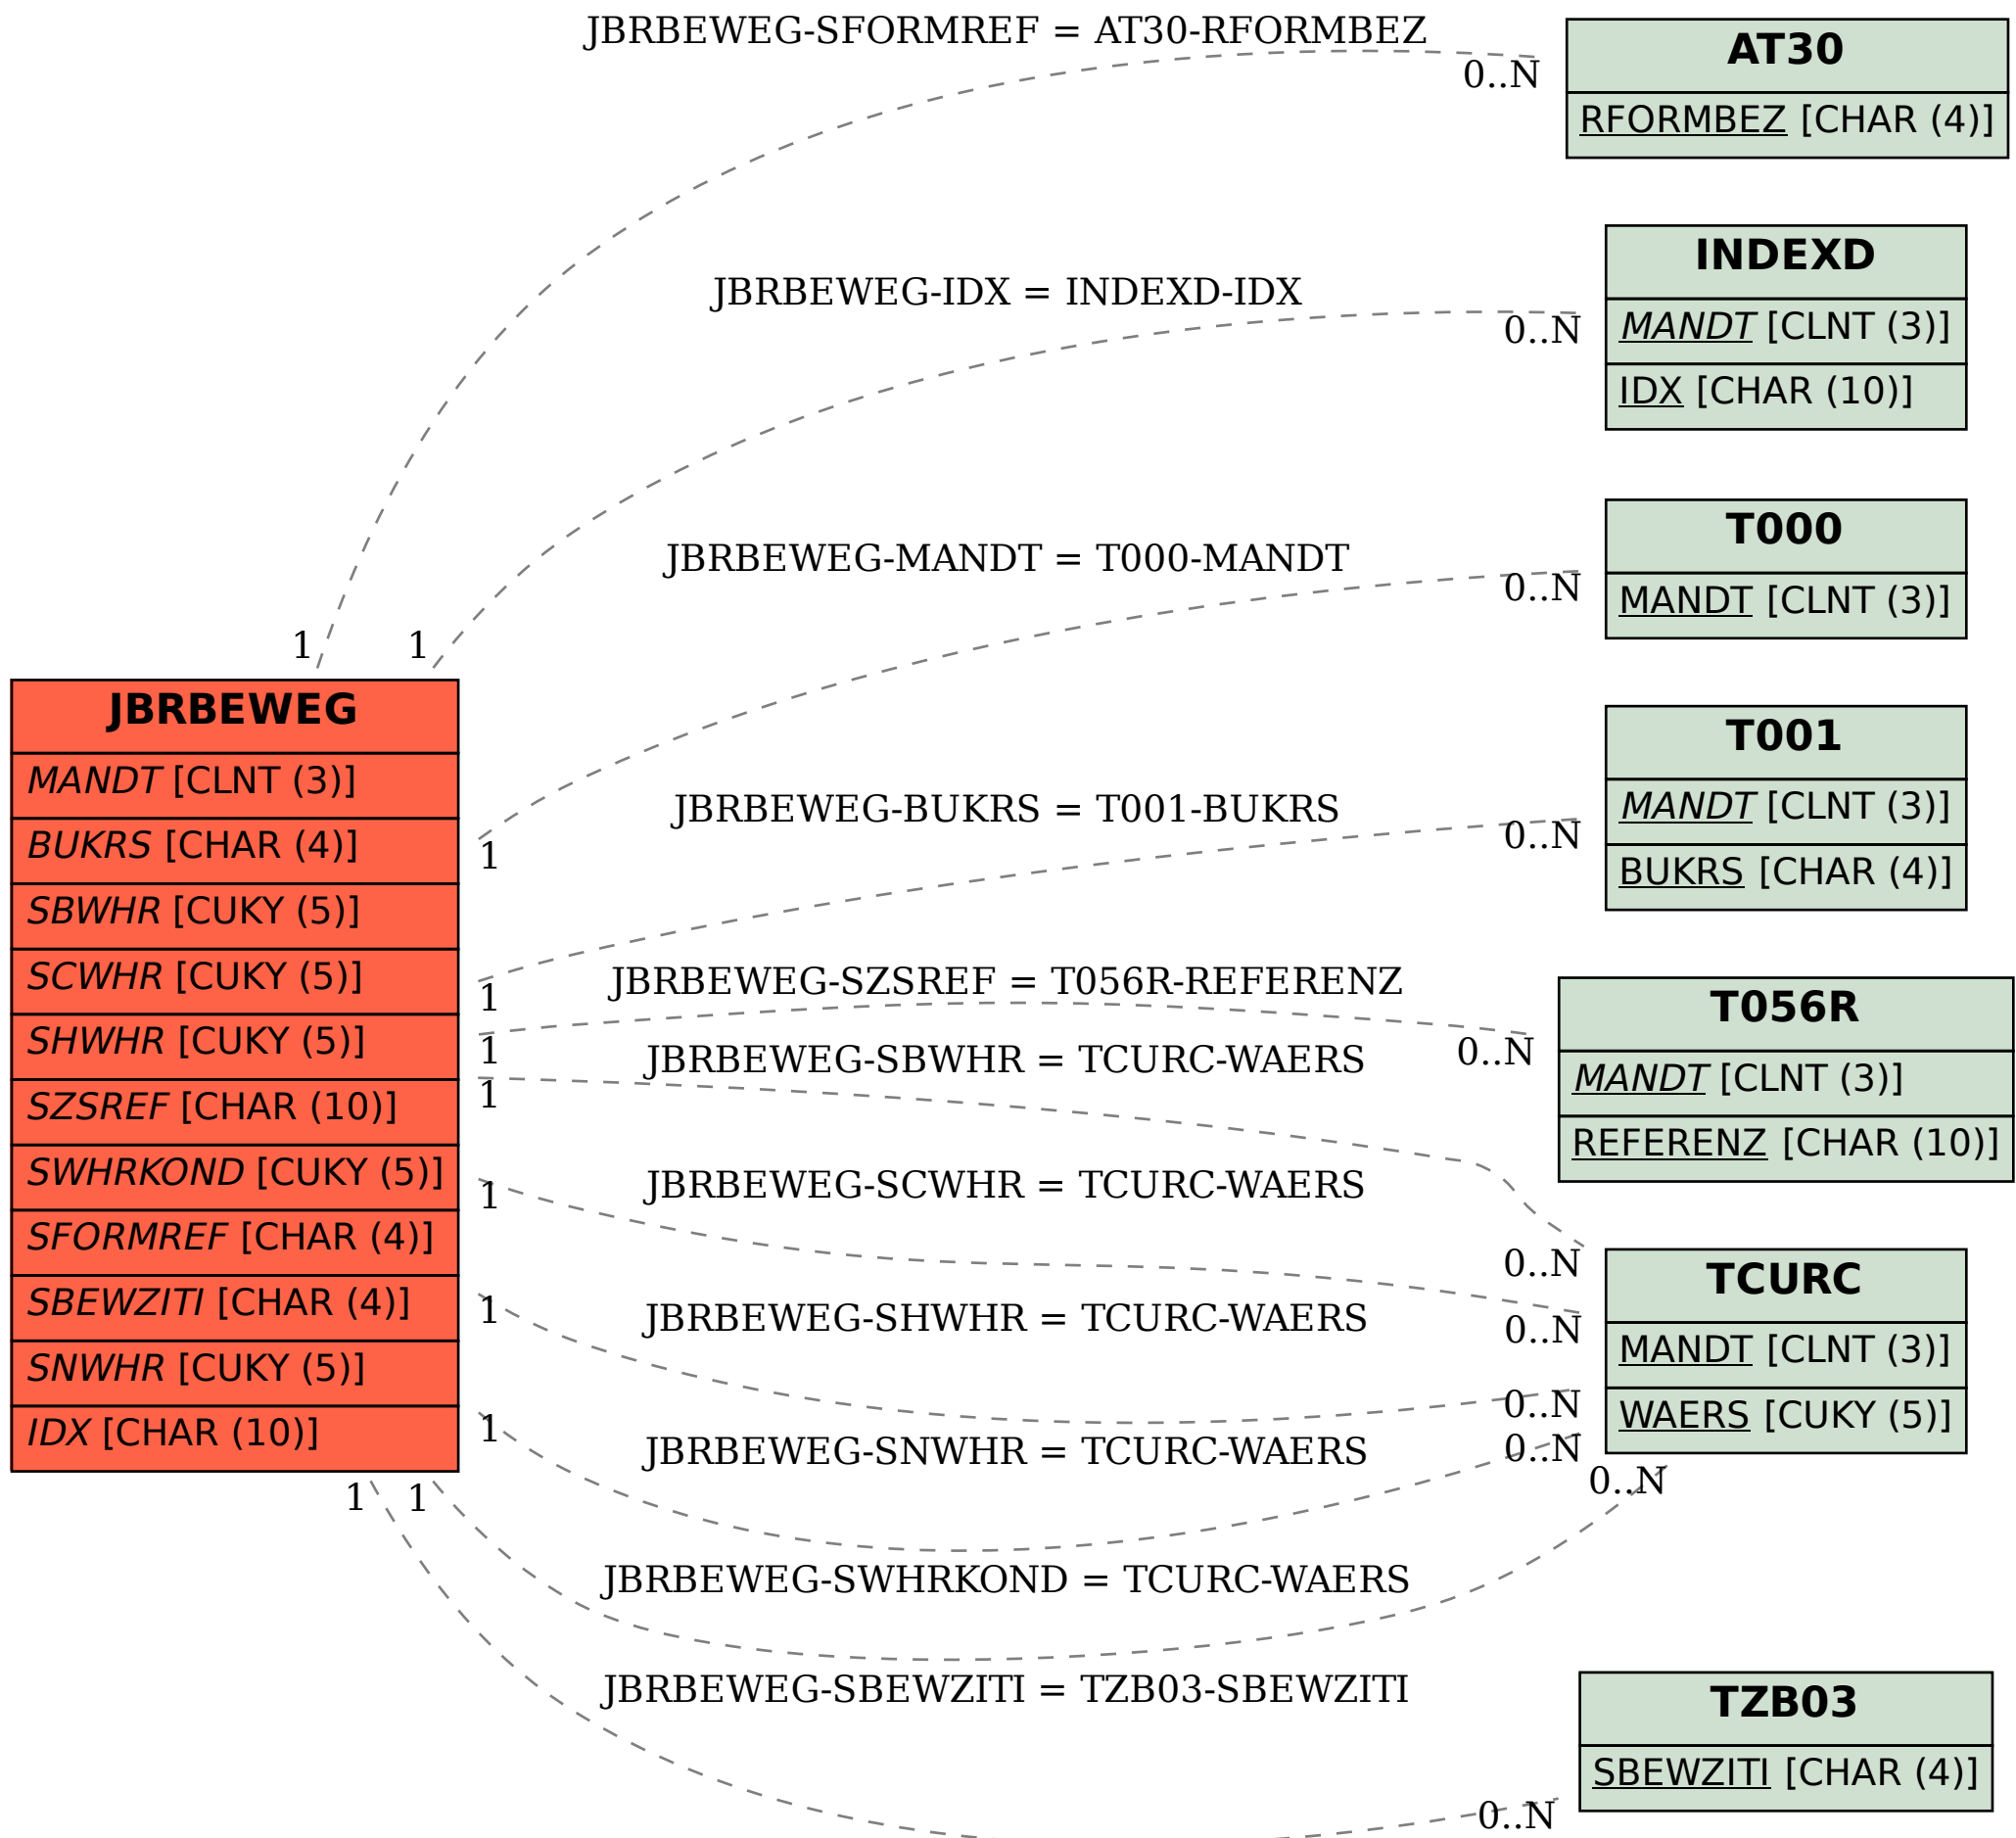 JBRBEWEG-SFORMREF = AT30-RFORMBEZ
0..N
AT30
RFORMBEZ [CHAR (4)]
JBRBEWEG-IDX = INDEXD-IDX
0..N
INDEXD
MANDT [CLNT (3)]
IDX [CHAR (10)]
JBRBEWEG-MANDT = T000-MANDT
0..N
T000
MANDT [CLNT (3)]
1
1
JBRBEWEG
MANDT [CLNT (3)]
BUKRS [CHAR (4)]
SBWHR [CUKY (5)]
SCWHR [CUKY (5)]
SHWHR [CUKY (5)]
SZSREF [CHAR (10)]
SWHRKOND [CUKY (5)]
SFORMREF [CHAR (4)]
SBEWZITI [CHAR (4)]
SNWHR [CUKY (5)]
IDX [CHAR (10)]
1
JBRBEWEG-BUKRS = T001-BUKRS
0..N
T001
MANDT [CLNT (3)]
BUKRS [CHAR (4)]
1
JBRBEWEG-SZSREF = T056R-REFERENZ
1
0..N
T056R
MANDT [CLNT (3)]
REFERENZ [CHAR (10)]
JBRBEWEG-SBWHR = TCURC-WAERS
1
0..N
JBRBEWEG-SCWHR = TCURC-WAERS
1
0..N
TCURC
MANDT [CLNT (3)]
WAERS [CUKY (5)]
JBRBEWEG-SHWHR = TCURC-WAERS
1
0..N
JBRBEWEG-SNWHR = TCURC-WAERS
1
0..N
0..N
1
1
JBRBEWEG-SWHRKOND = TCURC-WAERS
JBRBEWEG-SBEWZITI = TZB03-SBEWZITI
0..N
TZB03
SBEWZITI [CHAR (4)]